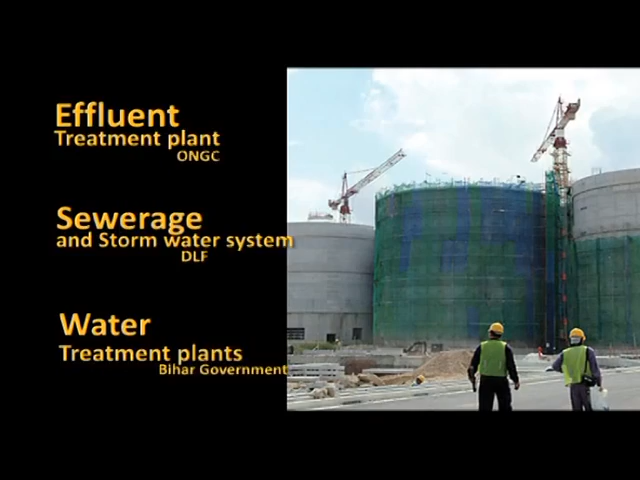 Effluent
Treatment plant
ONGC
Sewerage
and Storm water system
DLF
Water
Treatment plants
Bihar Government